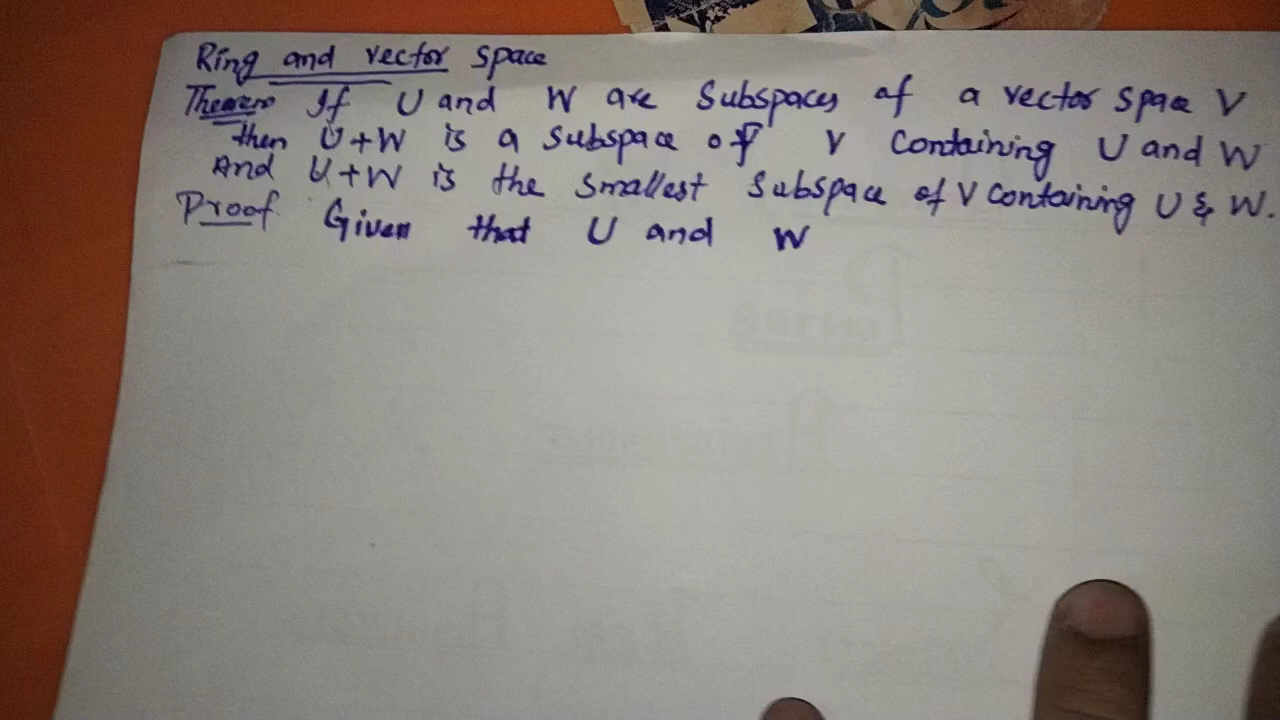 Ring and vector space
Theorem If U and W are Subspaces of a vector space V
then U+W is a subspace of V Containing U and W
And U+W is the smallest subspace of V containing U & W.
Proof Given that U and W